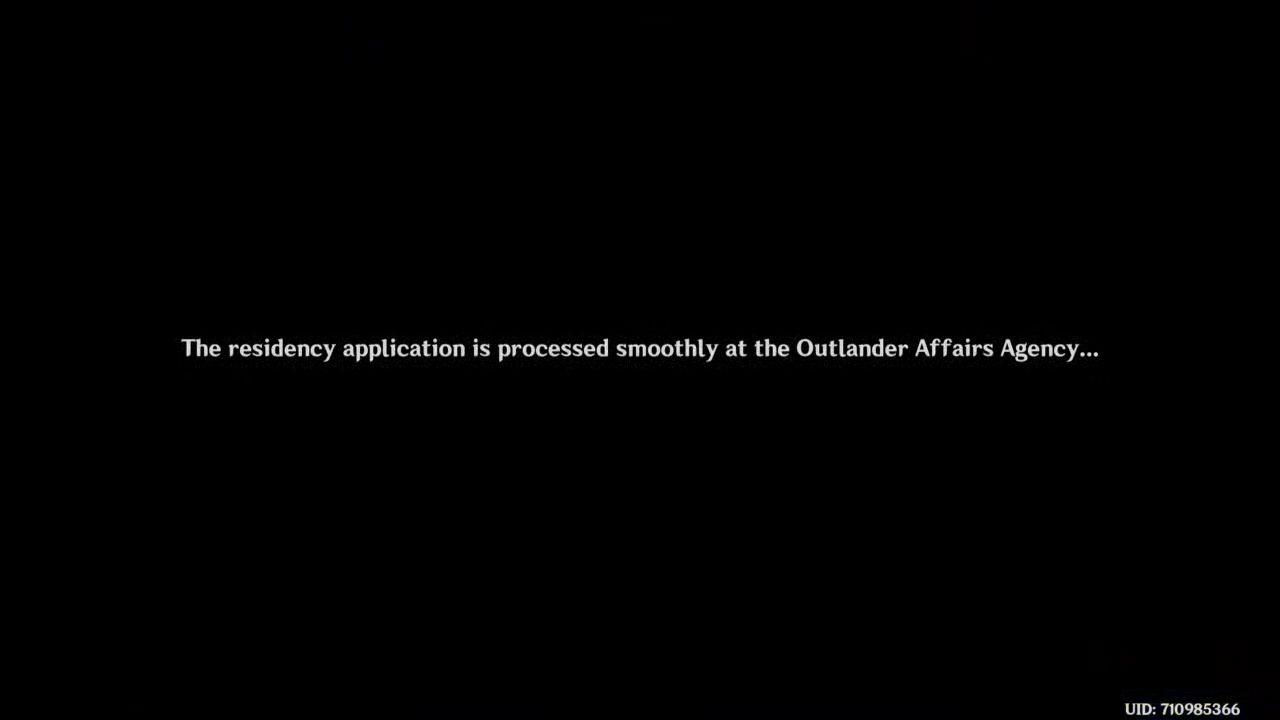 The residency application is processed smoothly at the Outlander Affairs Agency...
UID: 710985366